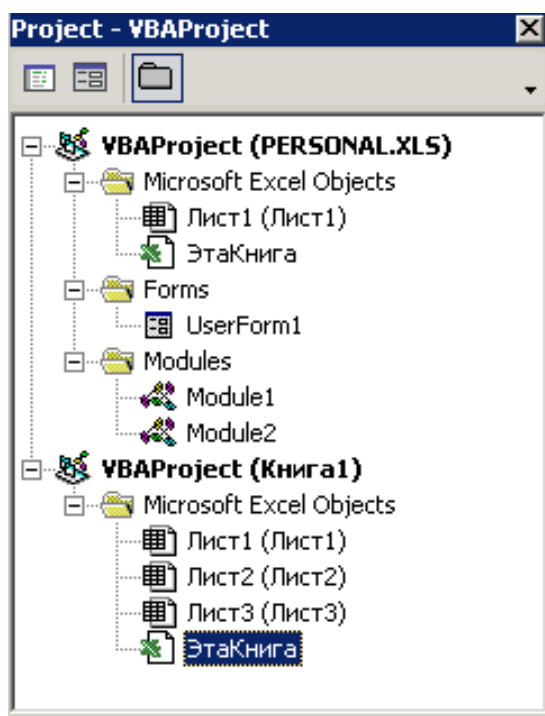 Project - VBAProject
VBAProject (PERSONAL.XLS)
Microsoft Excel Objects
Лист1 (Лист1)
ЭтаКнига
Forms
UserForm1
Modules
Module1
Module2
VBAProject (Книга1)
Microsoft Excel Objects
Лист1 (Лист1)
Лист2 (Лист2)
Лист3 (Лист3)
ЭтаКнига